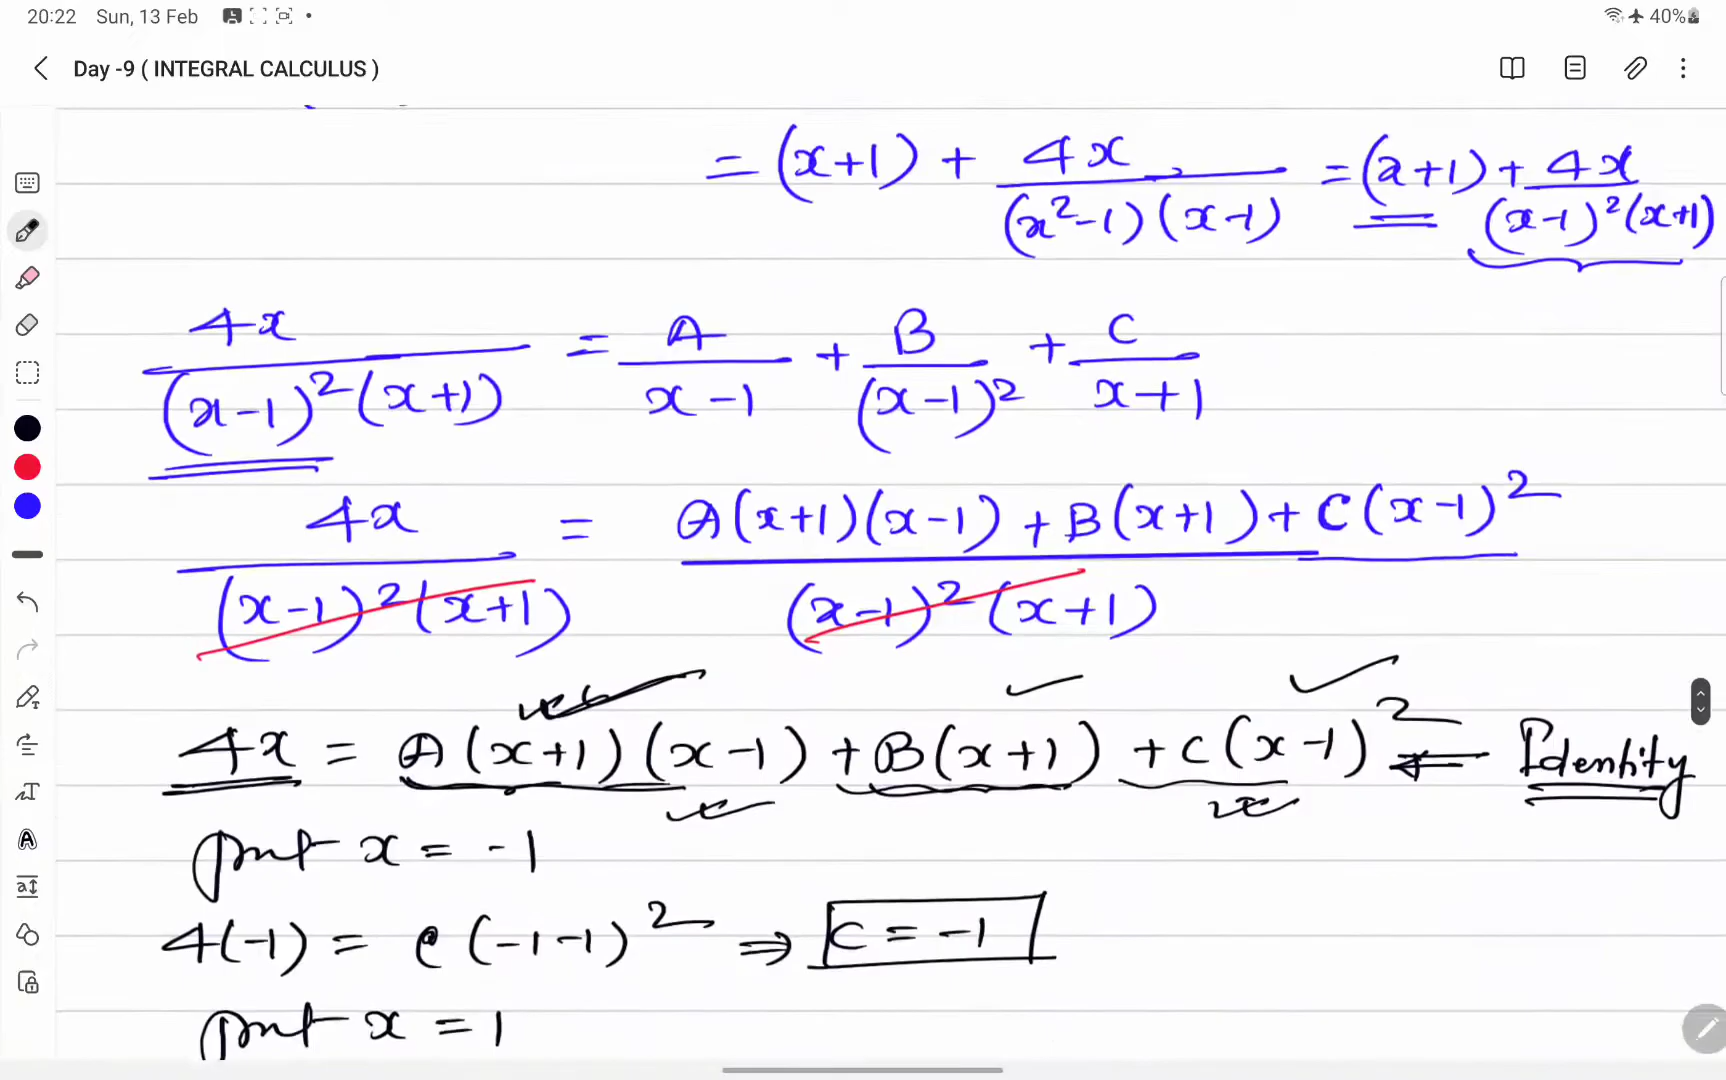 20:22 Sun, 13 Feb 40%
Day -9 ( INTEGRAL CALCULUS )
= (x+1) + 4x / (x²-1)(x-1) = (x+1) + 4x / (x-1)²(x+1)
4x / (x-1)²(x+1) = A / x-1 + B / (x-1)² + C / x+1
4x / (x-1)²(x+1) = A(x+1)(x-1) + B(x+1) + C(x-1)² / (x-1)²(x+1)
4x = A(x+1)(x-1) + B(x+1) + C(x-1)² ⇐ Identity
put x = -1
4(-1) = C(-1-1)² ⇒ C = -1
put x = 1